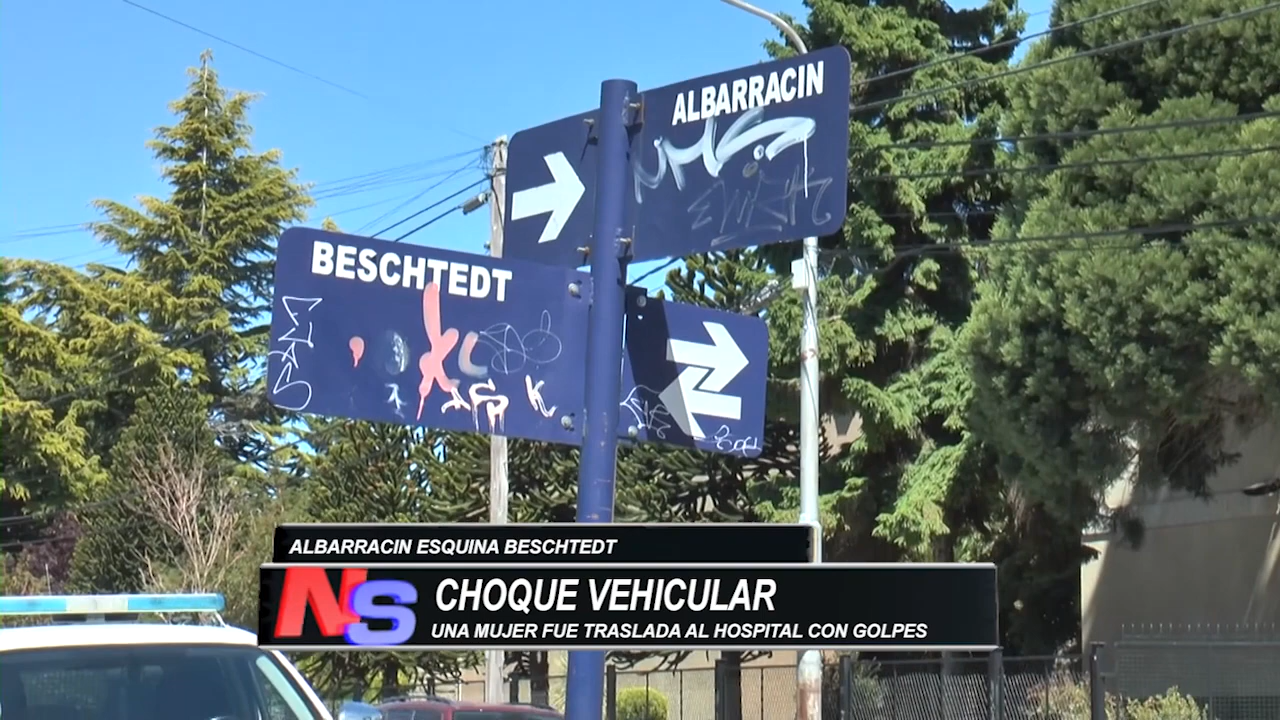 ALBARRACIN
BESCHTEDT
ALBARRACIN ESQUINA BESCHTEDT
NS
CHOQUE VEHICULAR
UNA MUJER FUE TRASLADA AL HOSPITAL CON GOLPES